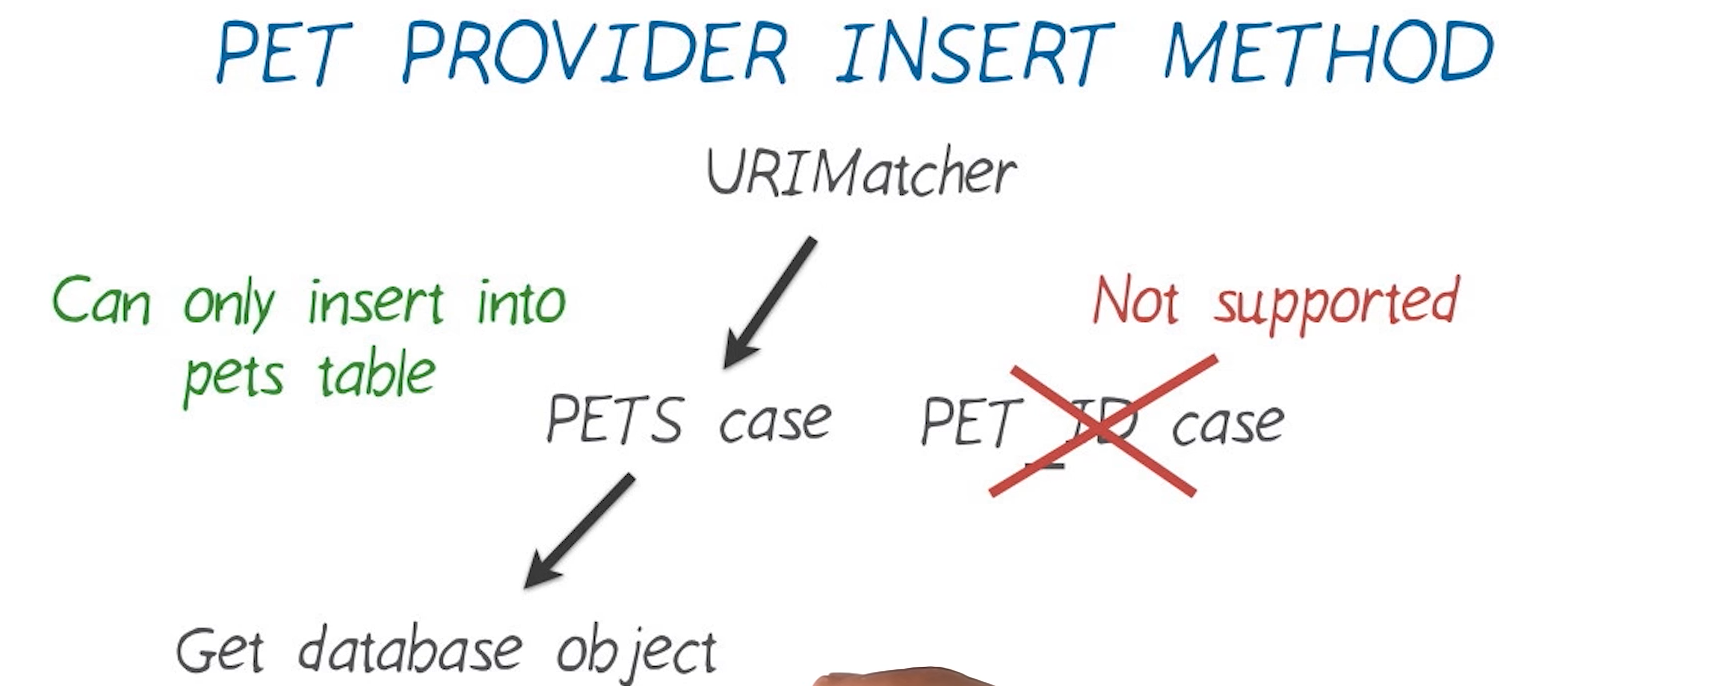 PET PROVIDER INSERT METHOD
URIMatcher
Can only insert into
pets table
Not supported
PETS case
PET_ID case
Get database object